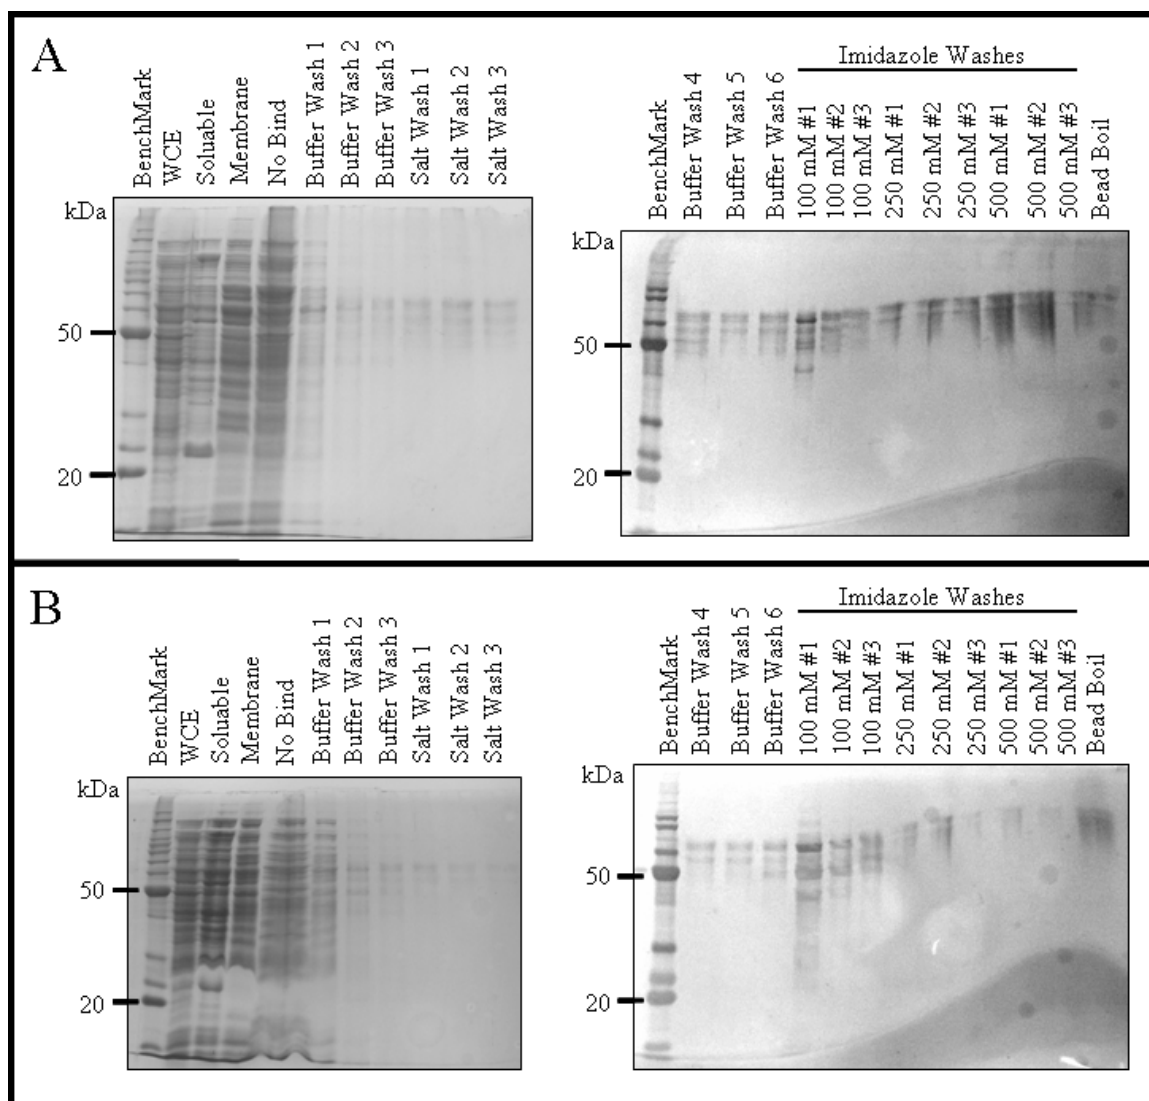 A
BenchMark
WCE
Soluable
Membrane
No Bind
Buffer Wash 1
Buffer Wash 2
Buffer Wash 3
Salt Wash 1
Salt Wash 2
Salt Wash 3
kDa
50
20
Imidazole Washes
BenchMark
Buffer Wash 4
Buffer Wash 5
Buffer Wash 6
100 mM #1
100 mM #2
100 mM #3
250 mM #1
250 mM #2
250 mM #3
500 mM #1
500 mM #2
500 mM #3
Bead Boil
kDa
50
20
B
BenchMark
WCE
Soluable
Membrane
No Bind
Buffer Wash 1
Buffer Wash 2
Buffer Wash 3
Salt Wash 1
Salt Wash 2
Salt Wash 3
kDa
50
20
Imidazole Washes
BenchMark
Buffer Wash 4
Buffer Wash 5
Buffer Wash 6
100 mM #1
100 mM #2
100 mM #3
250 mM #1
250 mM #2
250 mM #3
500 mM #1
500 mM #2
500 mM #3
Bead Boil
kDa
50
20